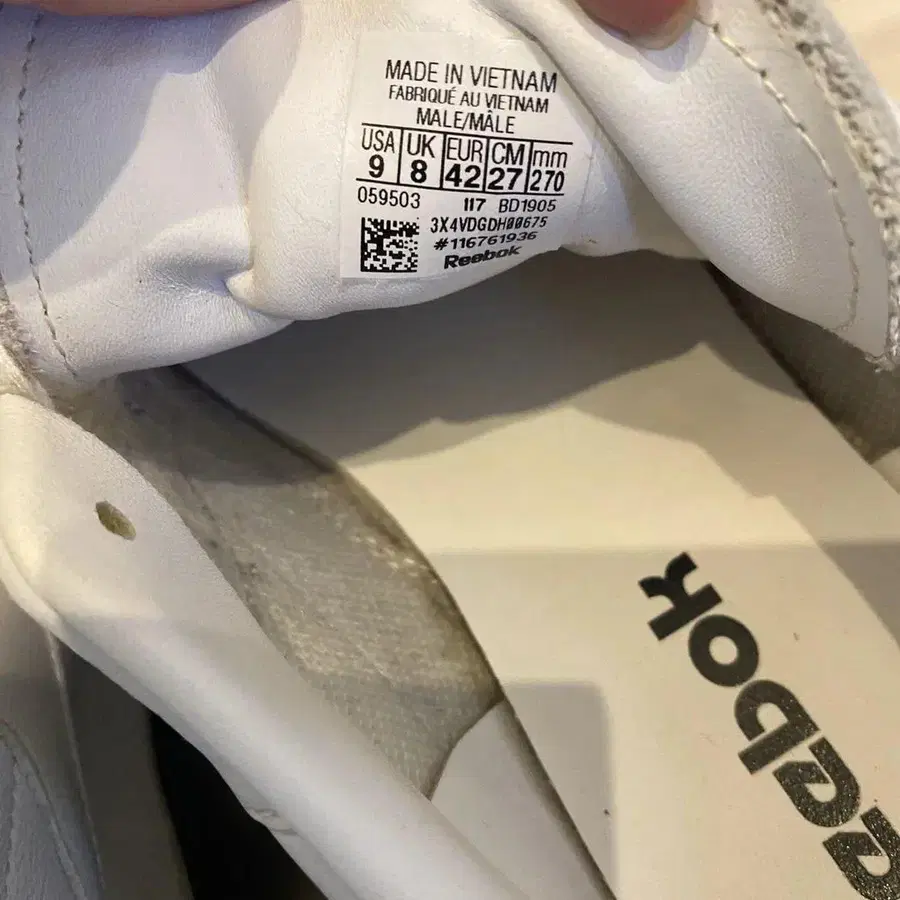 MADE IN VIETNAM
FABRIQUÉ AU VIETNAM
MALE/MÂLE
USA UK EUR CM mm
9 8 42 27 270
059503 117 BD1905
3X4VDGDH00675
#116761936
Reebok
Reebok